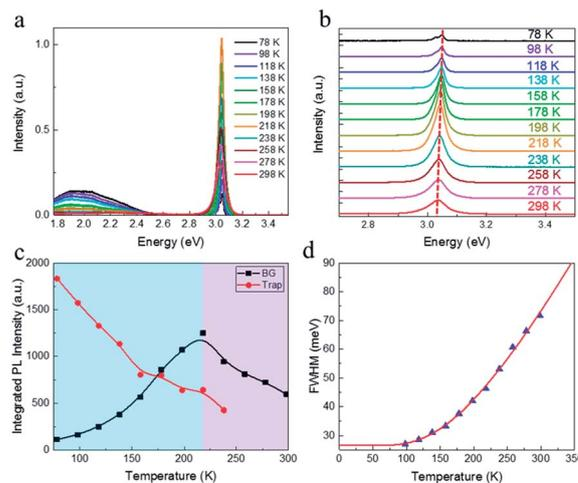 a
1.0
0.5
0.0
Intensity (a.u.)
1.8 2.0 2.2 2.4 2.6 2.8 3.0 3.2 3.4
Energy (eV)
78 K
98 K
118 K
138 K
158 K
178 K
198 K
218 K
238 K
258 K
278 K
298 K
b
Intensity (a.u.)
78 K
98 K
118 K
138 K
158 K
178 K
198 K
218 K
238 K
258 K
278 K
298 K
2.8 3.0 3.2 3.4
Energy (eV)
c
2000
1500
1000
500
0
Integrated PL Intensity (a.u.)
BG
Trap
100 150 200 250 300
Temperature (K)
d
90
80
70
60
50
40
30
FWHM (meV)
0 50 100 150 200 250 300 350
Temperature (K)